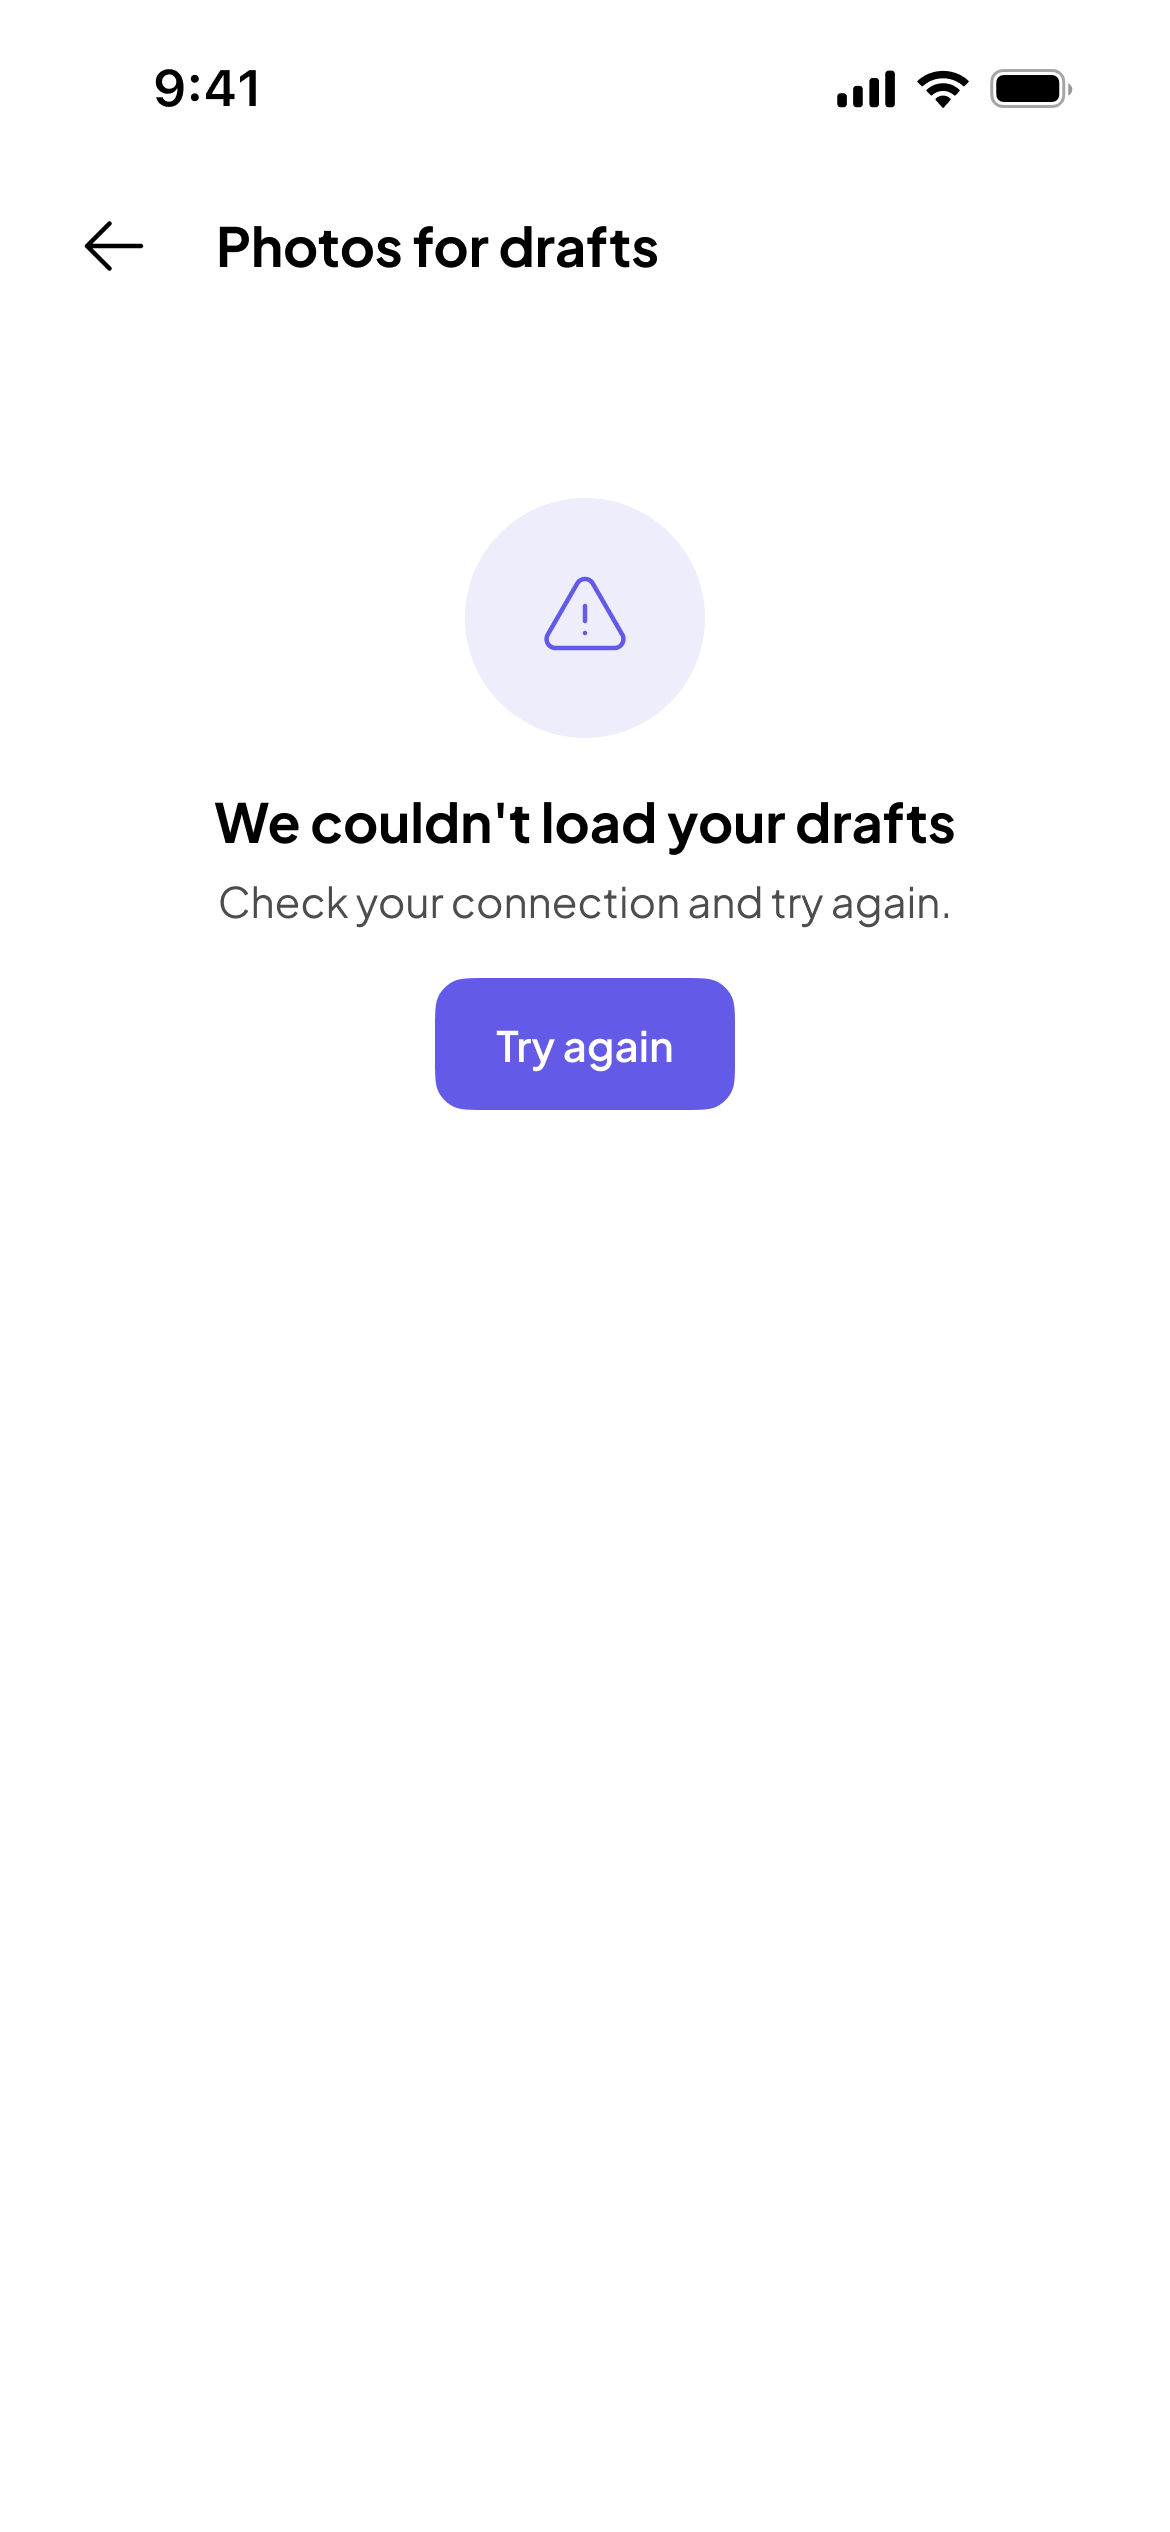 9:41
Photos for drafts
We couldn't load your drafts
Check your connection and try again.
Try again